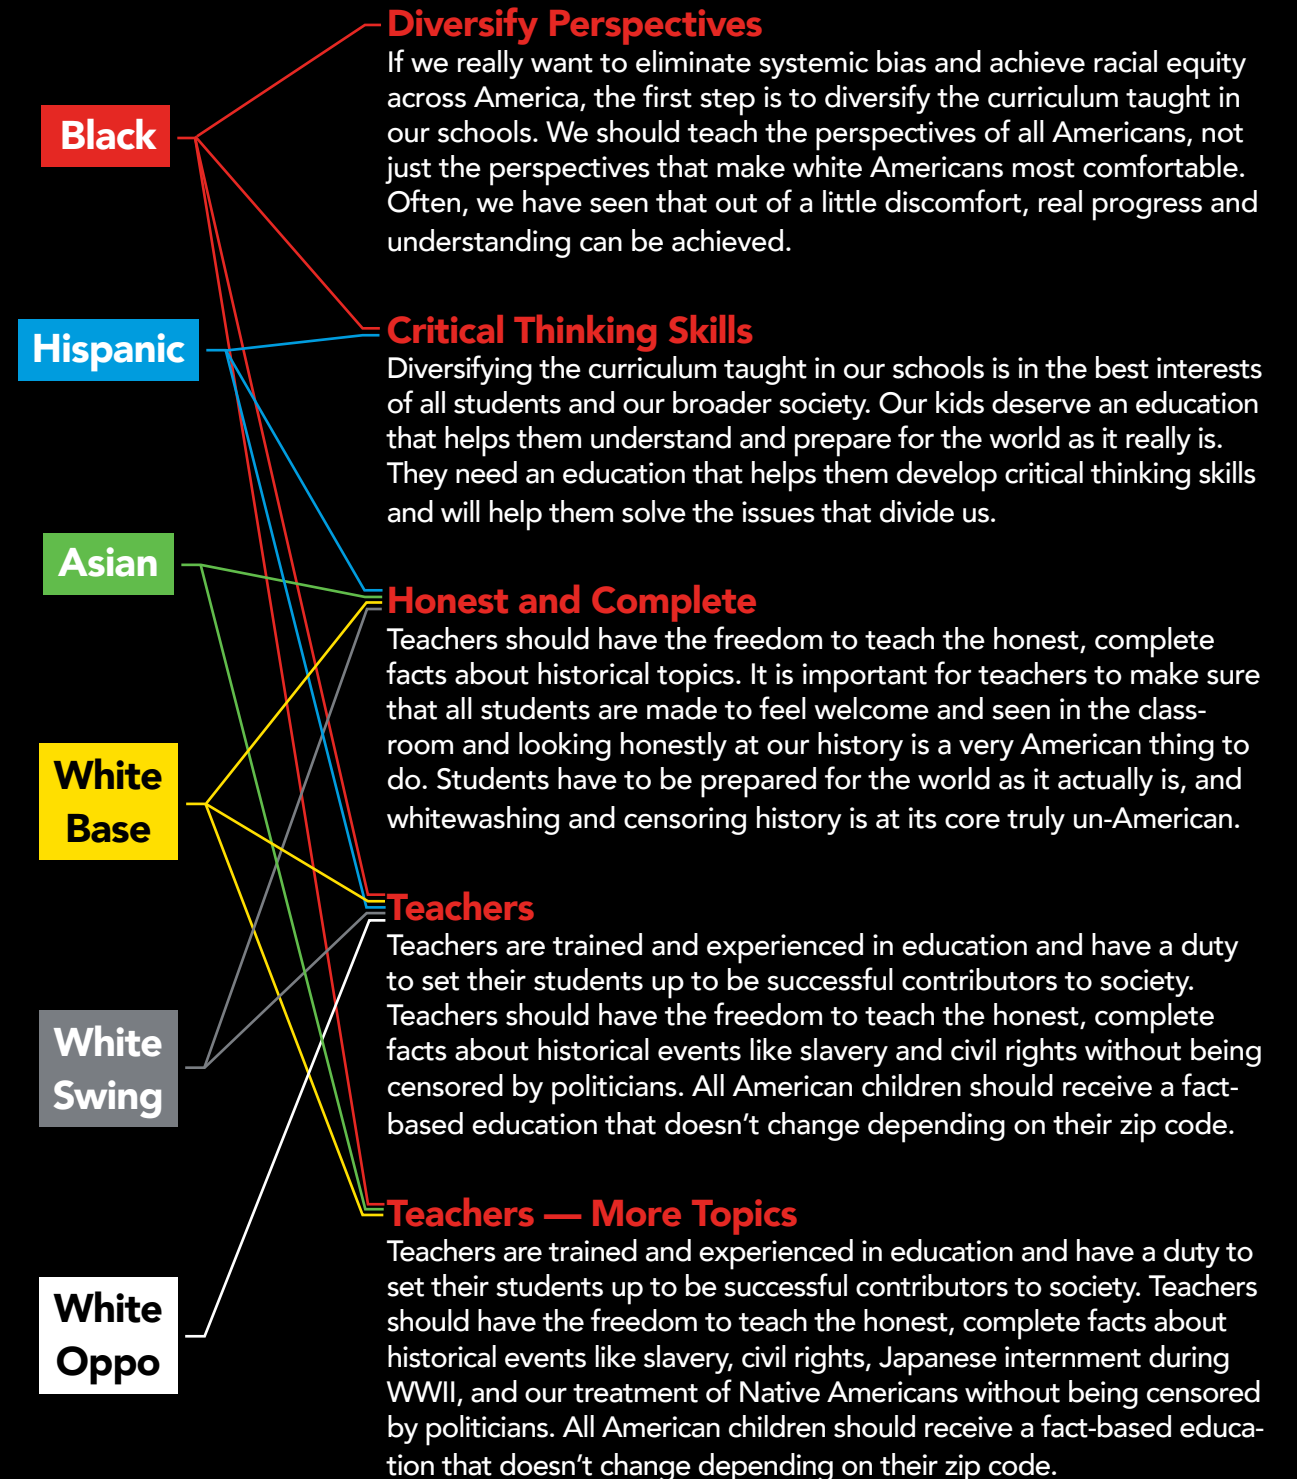 Diversify Perspectives
If we really want to eliminate systemic bias and achieve racial equity
across America, the first step is to diversify the curriculum taught in
our schools. We should teach the perspectives of all Americans, not
just the perspectives that make white Americans most comfortable.
Often, we have seen that out of a little discomfort, real progress and
understanding can be achieved.
Black
Critical Thinking Skills
Diversifying the curriculum taught in our schools is in the best interests
of all students and our broader society. Our kids deserve an education
that helps them understand and prepare for the world as it really is.
They need an education that helps them develop critical thinking skills
and will help them solve the issues that divide us.
Hispanic
Honest and Complete
Teachers should have the freedom to teach the honest, complete
facts about historical topics. It is important for teachers to make sure
that all students are made to feel welcome and seen in the class-
room and looking honestly at our history is a very American thing to
do. Students have to be prepared for the world as it actually is, and
whitewashing and censoring history is at its core truly un-American.
Asian
White
Base
Teachers
Teachers are trained and experienced in education and have a duty
to set their students up to be successful contributors to society.
Teachers should have the freedom to teach the honest, complete
facts about historical events like slavery and civil rights without being
censored by politicians. All American children should receive a fact-
based education that doesn't change depending on their zip code.
White
Swing
Teachers — More Topics
Teachers are trained and experienced in education and have a duty to
set their students up to be successful contributors to society. Teachers
should have the freedom to teach the honest, complete facts about
historical events like slavery, civil rights, Japanese internment during
WWII, and our treatment of Native Americans without being censored
by politicians. All American children should receive a fact-based educa-
tion that doesn't change depending on their zip code.
White
Oppo